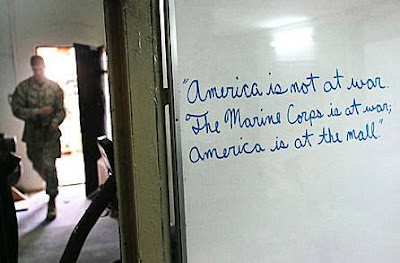 "America is not at war.
The Marine Corps is at war;
America is at the mall."